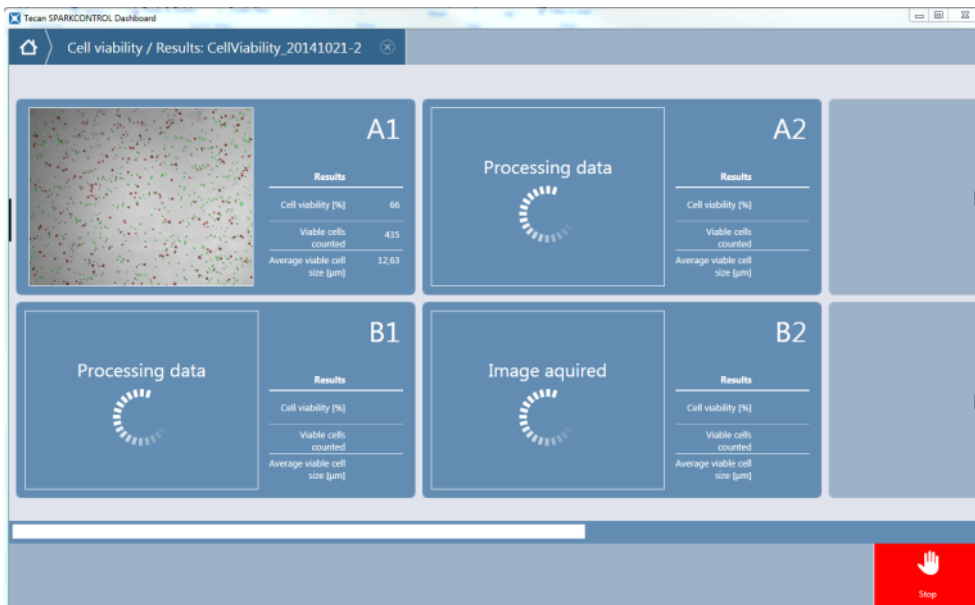 Tecan SPARKCONTROL Dashboard
Cell viability / Results: CellViability_20141021-2
A1
Results
Cell viability [%] 66
Viable cells
counted 435
Average viable cell
size [µm] 12,63
Processing data
A2
Results
Cell viability [%]
Viable cells
counted
Average viable cell
size [µm]
Processing data
B1
Results
Cell viability [%]
Viable cells
counted
Average viable cell
size [µm]
Image aquired
B2
Results
Cell viability [%]
Viable cells
counted
Average viable cell
size [µm]
Stop